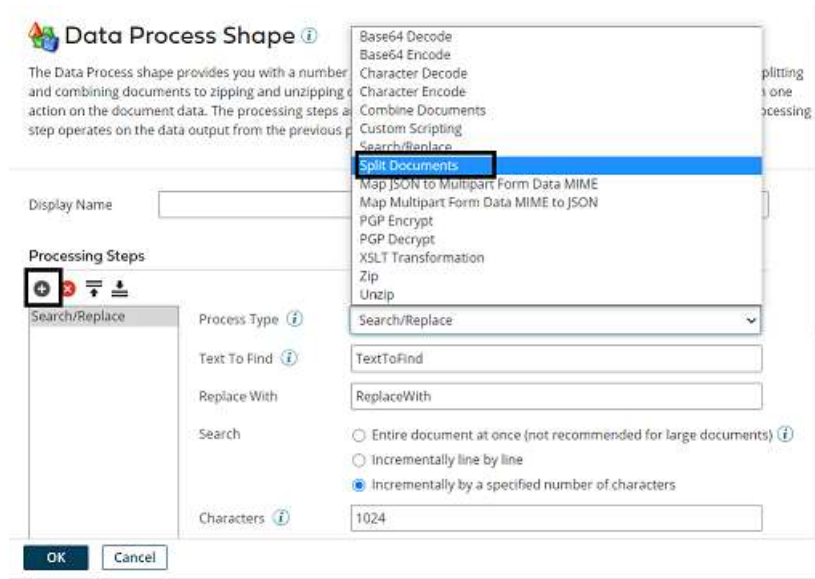 Data Process Shape i
The Data Process shape provides you with a number
plitting
and combining documents to zipping and unzipping
one
action on the document data. The processing steps a
ocessing
step operates on the data output from the previous p
Base64 Decode
Base64 Encode
Character Decode
Character Encode
Combine Documents
Custom Scripting
Search/Replace
Split Documents
Map JSON to Multipart Form Data MIME
Map Multipart Form Data MIME to JSON
PGP Encrypt
PGP Decrypt
XSLT Transformation
Zip
Unzip
Display Name
Processing Steps
Search/Replace
Process Type i Search/Replace
Text To Find i TextToFind
Replace With ReplaceWith
Search Entire document at once (not recommended for large documents) i
Incrementally line by line
Incrementally by a specified number of characters
Characters i 1024
OK Cancel